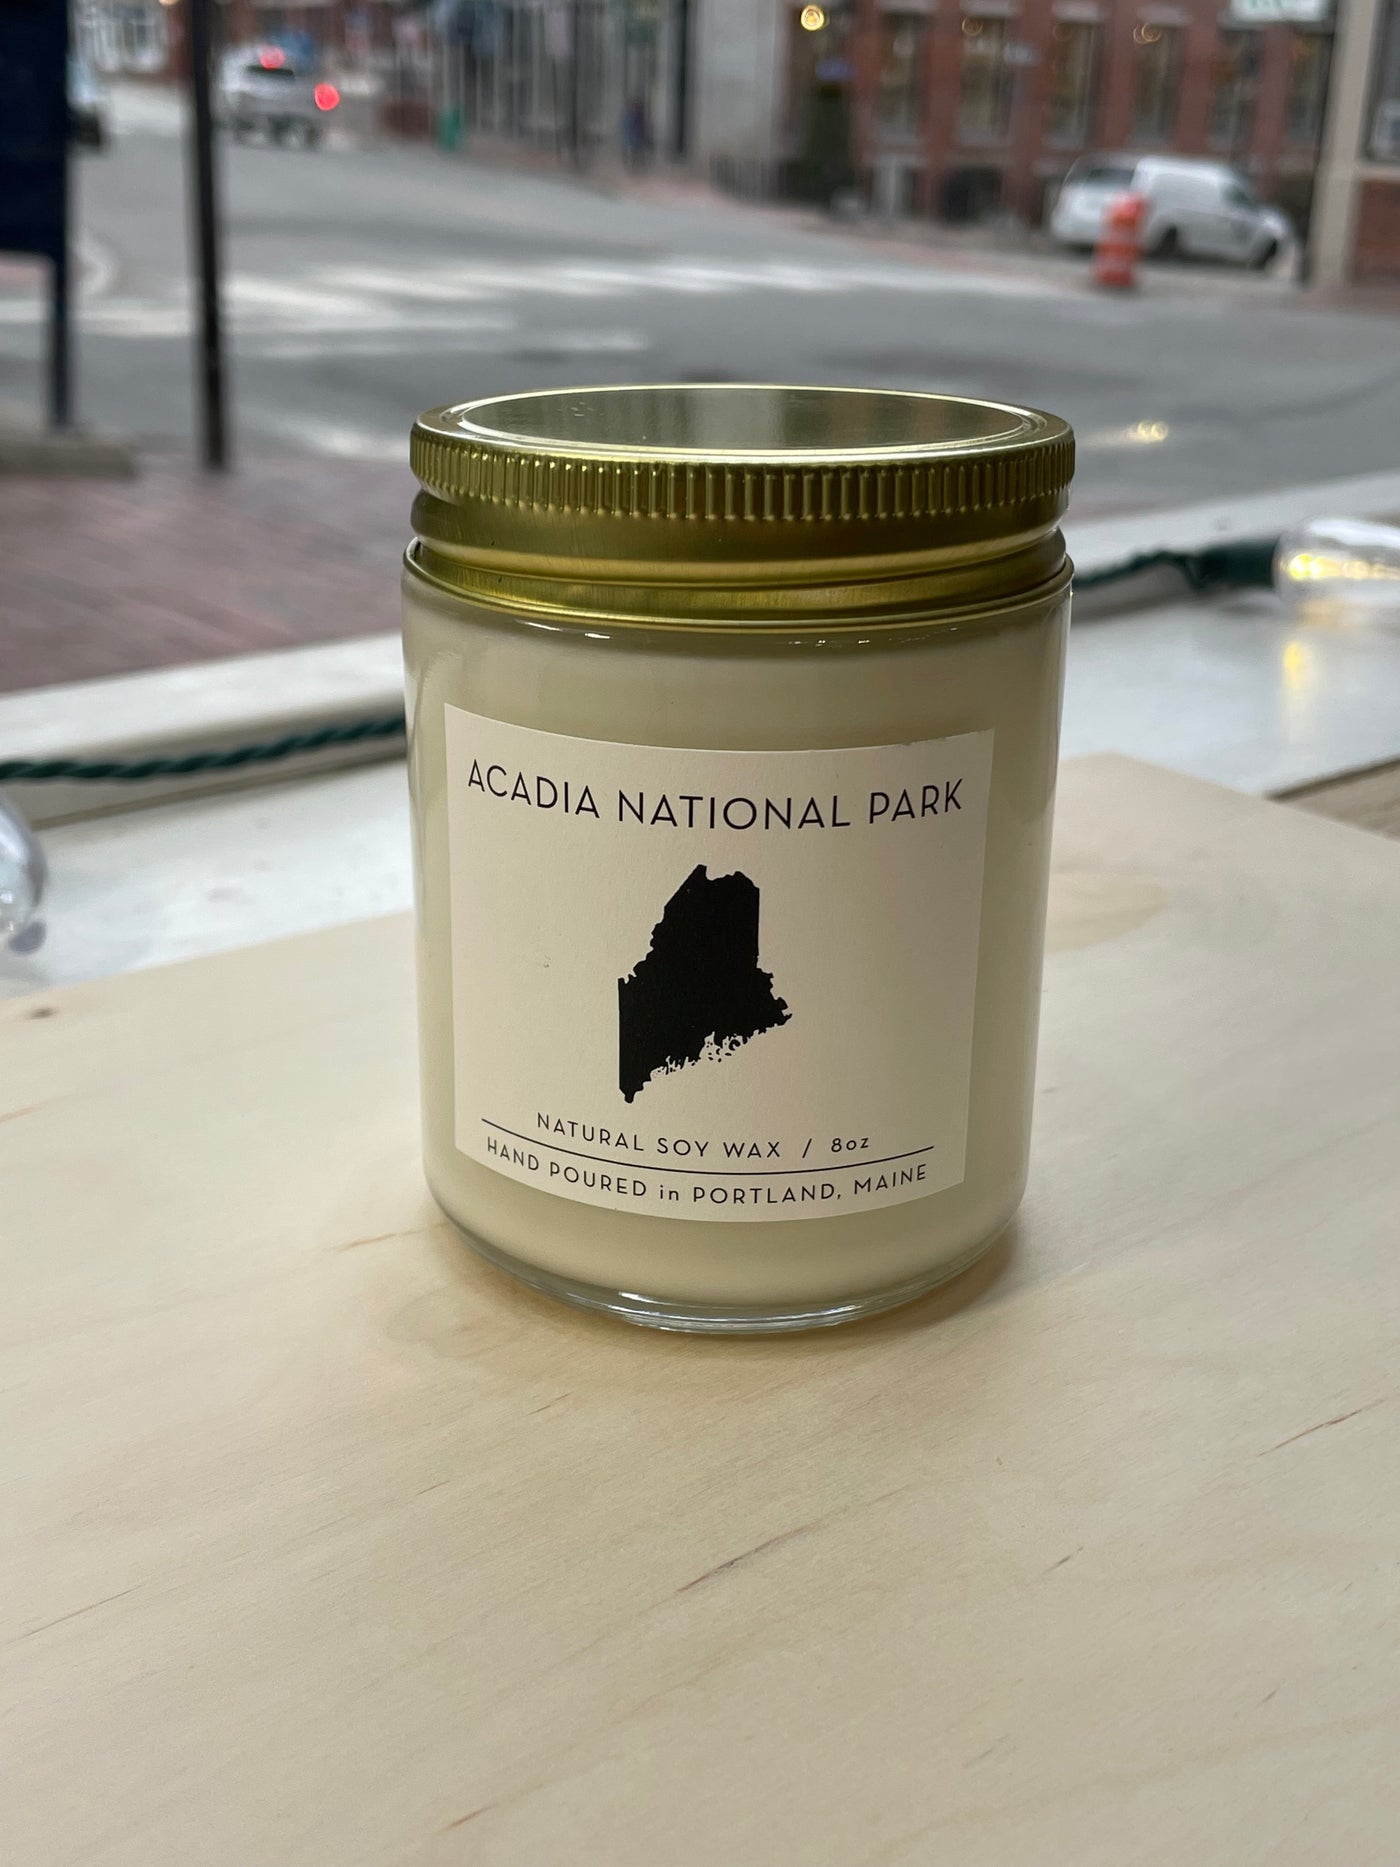 ACADIA NATIONAL PARK
NATURAL SOY WAX / 8oz
HAND POURED in PORTLAND, MAINE